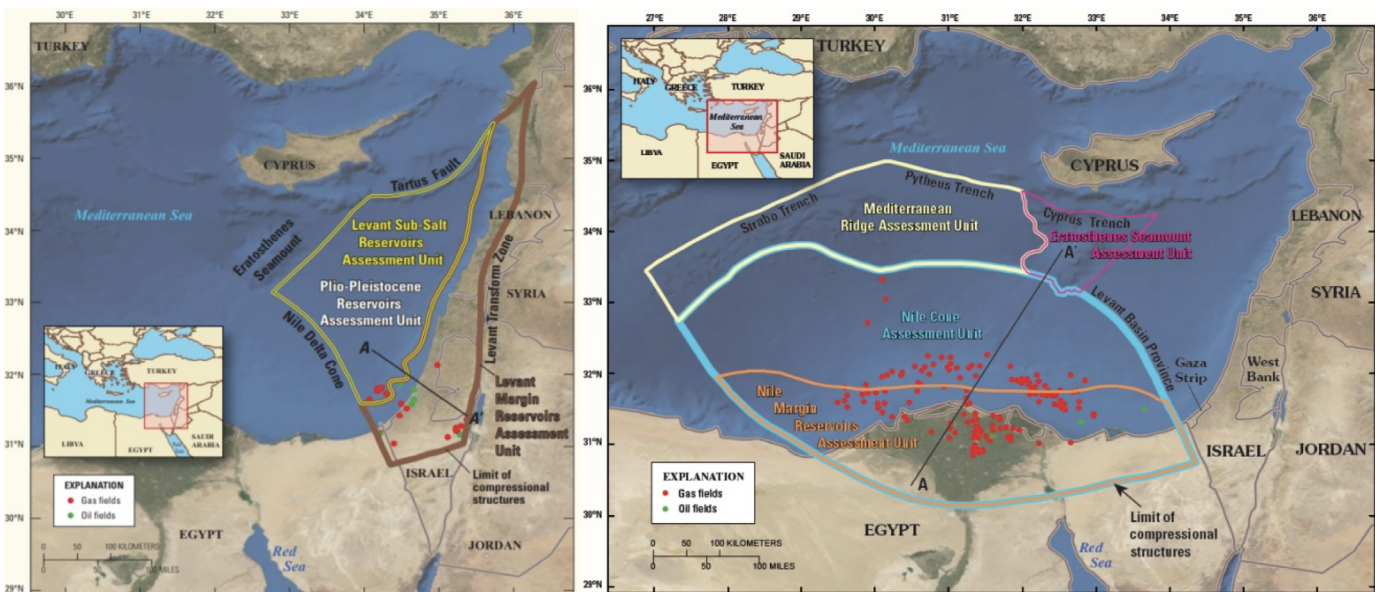 30°E
31°E
32°E
33°E
34°E
35°E
36°E
TURKEY
36°N
35°N
34°N
33°N
32°N
31°N
30°N
29°N
CYPRUS
Tartus Fault
Mediterranean Sea
LEBANON
Levant Sub-Salt
Reservoirs
Assessment Unit
Eratosthenes
Seamount
Plio-Pleistocene
Reservoirs
Assessment Unit
Levant Transform Zone
SYRIA
Nile Delta Cone
A
A'
Levant
Margin
Reservoirs
Assessment
Unit
ITALY
GREECE
TURKEY
Mediterranean Sea
LIBYA
EGYPT
SAUDI
ARABIA
Red
Sea
ISRAEL
Limit of
compressional
structures
EXPLANATION
Gas fields
Oil fields
0 100 KILOMETERS
0 100 MILES
EGYPT
Red
Sea
JORDAN
27°E
28°E
29°E
30°E
31°E
32°E
33°E
34°E
35°E
36°E
36°N
35°N
34°N
33°N
32°N
31°N
30°N
29°N
TURKEY
ITALY
GREECE
TURKEY
Mediterranean
Sea
LIBYA
EGYPT
SAUDI
ARABIA
Mediterranean Sea
CYPRUS
Strabo Trench
Pytheus Trench
Mediterranean
Ridge Assessment Unit
Cyprus Trench
Eratosthenes Seamount
Assessment Unit
A'
LEBANON
Levant Basin Province
SYRIA
Nile Cone
Assessment Unit
Gaza
Strip
West
Bank
Nile
Margin
Reservoirs
Assessment Unit
ISRAEL
JORDAN
EXPLANATION
Gas fields
Oil fields
A
0 100 KILOMETERS
0 100 MILES
EGYPT
Limit of
compressional
structures
Red
Sea